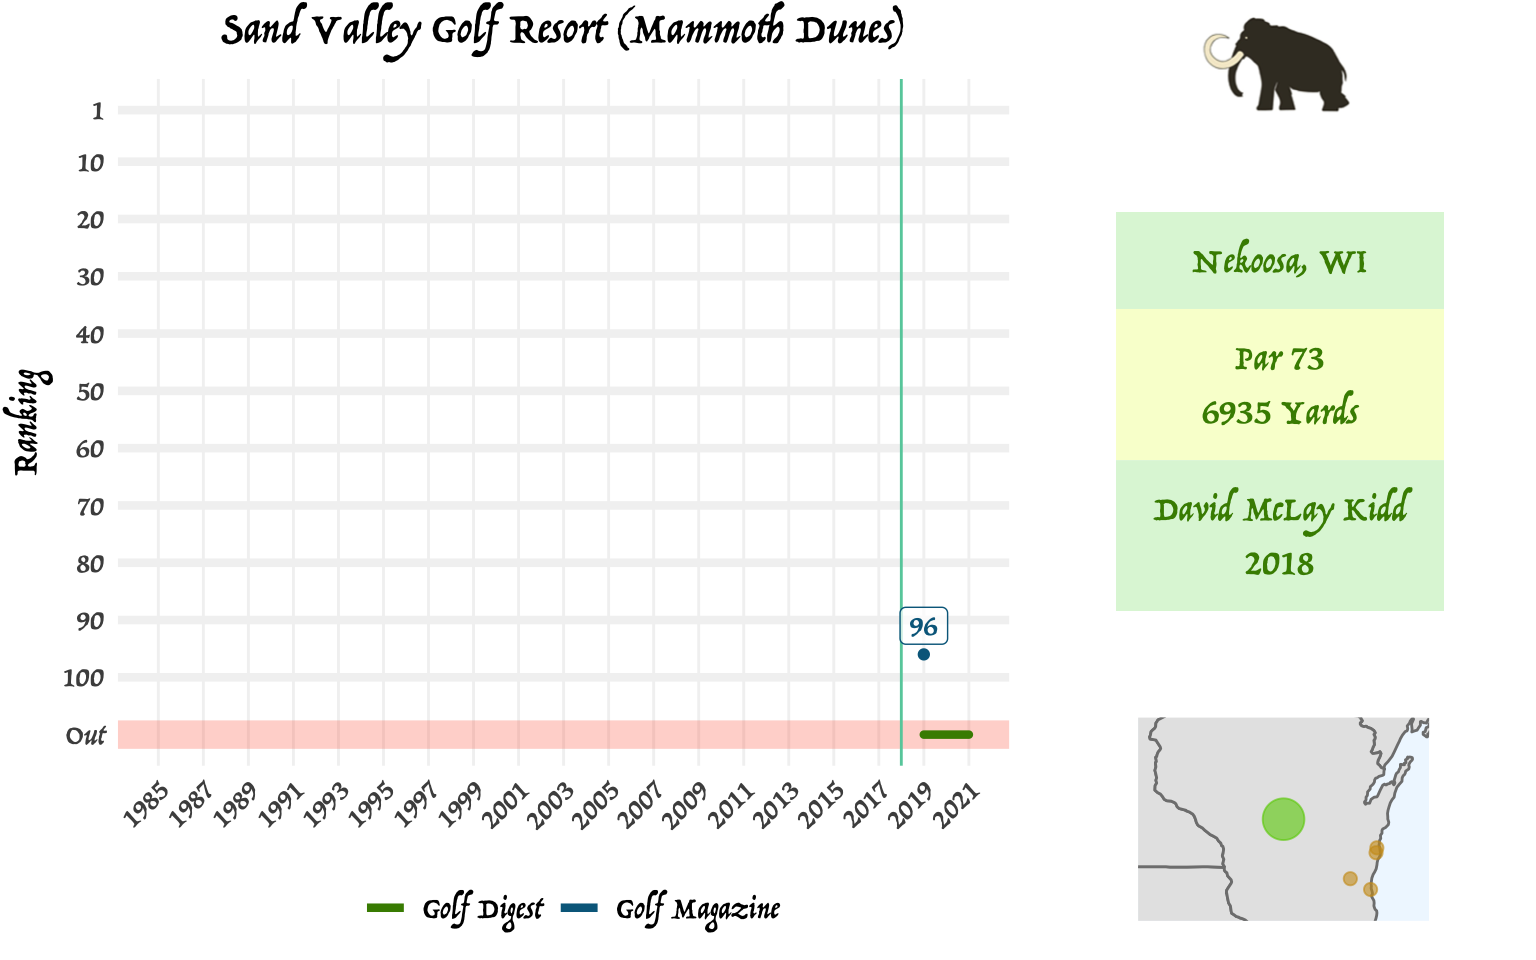 Sand Valley Golf Resort (Mammoth Dunes)
Ranking
1
10
20
30
40
50
60
70
80
90
100
Out
96
1985 1987 1989 1991 1993 1995 1997 1999 2001 2003 2005 2007 2009 2011 2013 2015 2017 2019 2021
Golf Digest Golf Magazine
Nekoosa, WI
Par 73
6935 Yards
David McLay Kidd
2018